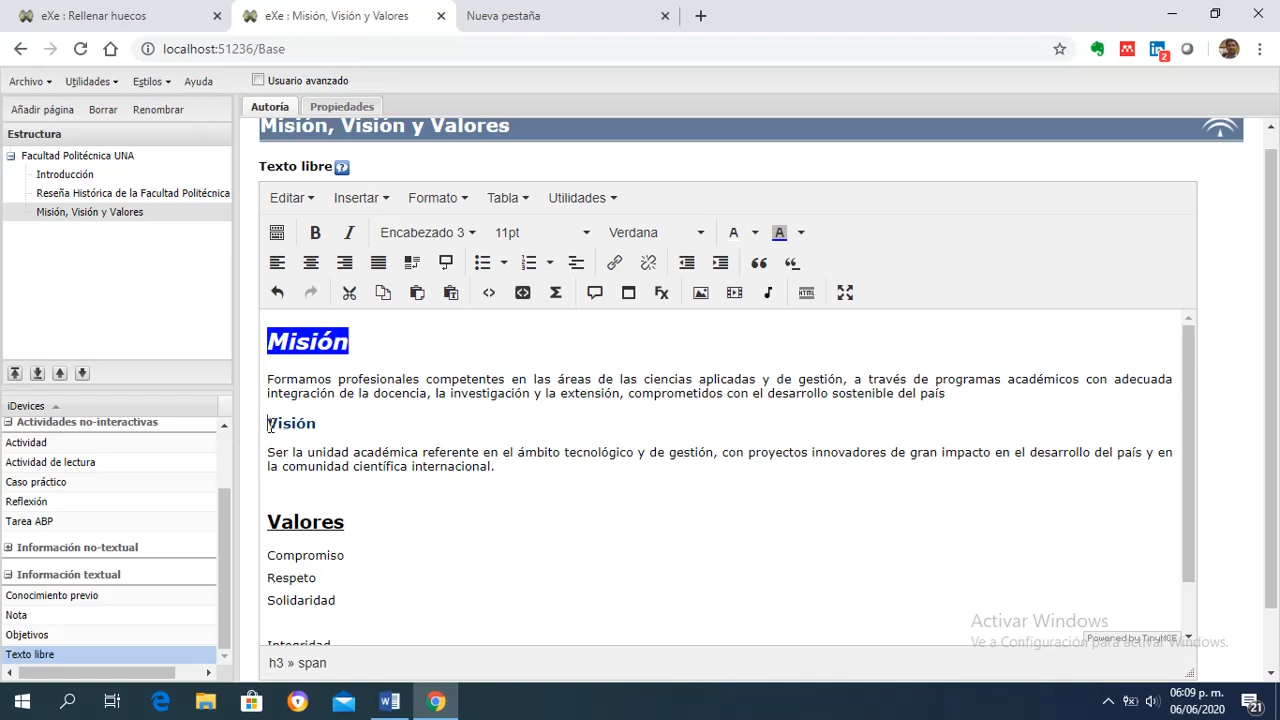 eXe : Rellenar huecos
eXe : Misión, Visión y Valores
Nueva pestaña
localhost:51236/Base
2
Archivo
Utilidades
Estilos
Ayuda
Usuario avanzado
Añadir página
Borrar
Renombrar
Autoría
Propiedades
Estructura
Facultad Politécnica UNA
Introducción
Reseña Histórica de la Facultad Politécnica
Misión, Visión y Valores
Misión, Visión y Valores
Texto libre
Editar
Insertar
Formato
Tabla
Utilidades
Encabezado 3
11pt
Verdana
Misión
Formamos profesionales competentes en las áreas de las ciencias aplicadas y de gestión, a través de programas académicos con adecuada
integración de la docencia, la investigación y la extensión, comprometidos con el desarrollo sostenible del país
Visión
Ser la unidad académica referente en el ámbito tecnológico y de gestión, con proyectos innovadores de gran impacto en el desarrollo del país y en
la comunidad científica internacional.
Valores
Compromiso
Respeto
Solidaridad
Integridad
Powered by TinyMCE
h3 » span
iDevices
Actividades no-interactivas
Actividad
Actividad de lectura
Caso práctico
Reflexión
Tarea ABP
Información no-textual
Información textual
Conocimiento previo
Nota
Objetivos
Texto libre
Activar Windows
Ve a Configuración para activar Windows.
06:09 p. m.
06/06/2020
21